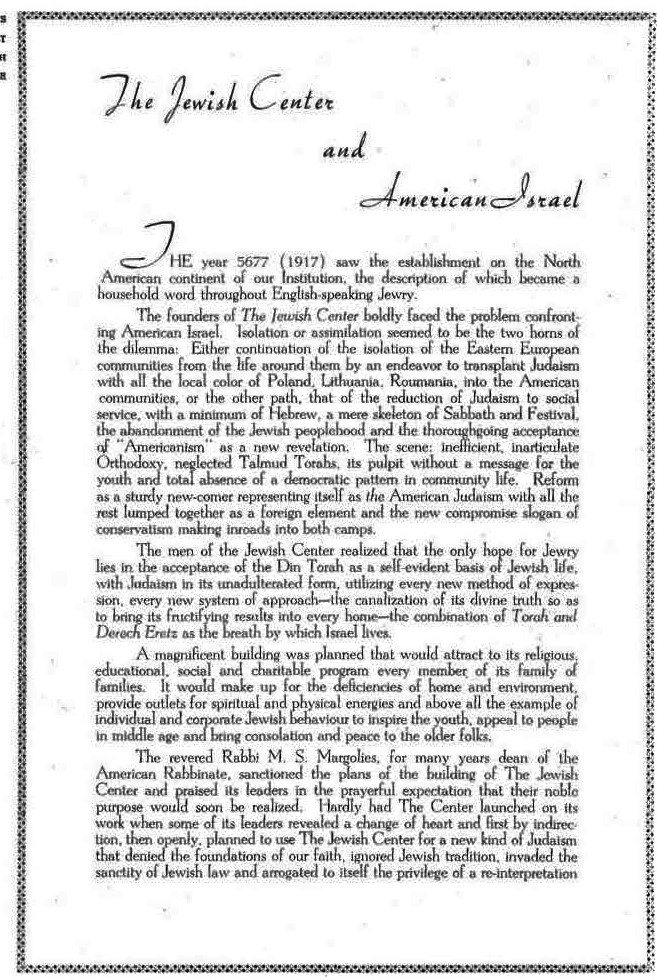 S
T
H
R
The Jewish Center
and
American Israel
THE year 5677 (1917) saw the establishment on the North
American continent of our Institution, the description of which became a
household word throughout English-speaking Jewry.
The founders of The Jewish Center boldly faced the problem confront-
ing American Israel. Isolation or assimilation seemed to be the two horns of
the dilemma: Either continuation of the isolation of the Eastern European
communities from the life around them by an endeavor to transplant Judaism
with all the local color of Poland, Lithuania, Roumania, into the American
communities, or the other path, that of the reduction of Judaism to social
service, with a minimum of Hebrew, a mere skeleton of Sabbath and Festival,
the abandonment of the Jewish peoplehood and the thoroughgoing acceptance
of "Americanism" as a new revelation. The scene: inefficient, inarticulate
Orthodoxy, neglected Talmud Torahs, its pulpit without a message for the
youth and total absence of a democratic pattern in community life. Reform
as a sturdy new-comer representing itself as the American Judaism with all the
rest lumped together as a foreign element and the new compromise slogan of
conservatism making inroads into both camps.
The men of the Jewish Center realized that the only hope for Jewry
lies in the acceptance of the Din Torah as a self-evident basis of Jewish life,
with Judaism in its unadulterated form, utilizing every new method of expres-
sion, every new system of approach—the canalization of its divine truth so as
to bring its fructifying results into every home—the combination of Torah and
Derech Eretz as the breath by which Israel lives.
A magnificent building was planned that would attract to its religious,
educational, social and charitable program every member of its family of
families. It would make up for the deficiencies of home and environment,
provide outlets for spiritual and physical energies and above all the example of
individual and corporate Jewish behaviour to inspire the youth, appeal to people
in middle age and bring consolation and peace to the older folks.
The revered Rabbi M. S. Margolies, for many years dean of the
American Rabbinate, sanctioned the plans of the building of The Jewish
Center and praised its leaders in the prayerful expectation that their noble
purpose would soon be realized. Hardly had The Center launched on its
work when some of its leaders revealed a change of heart and first by indirec-
tion, then openly, planned to use The Jewish Center for a new kind of Judaism
that denied the foundations of our faith, ignored Jewish tradition, invaded the
sanctity of Jewish law and arrogated to itself the privilege of a re-interpretation